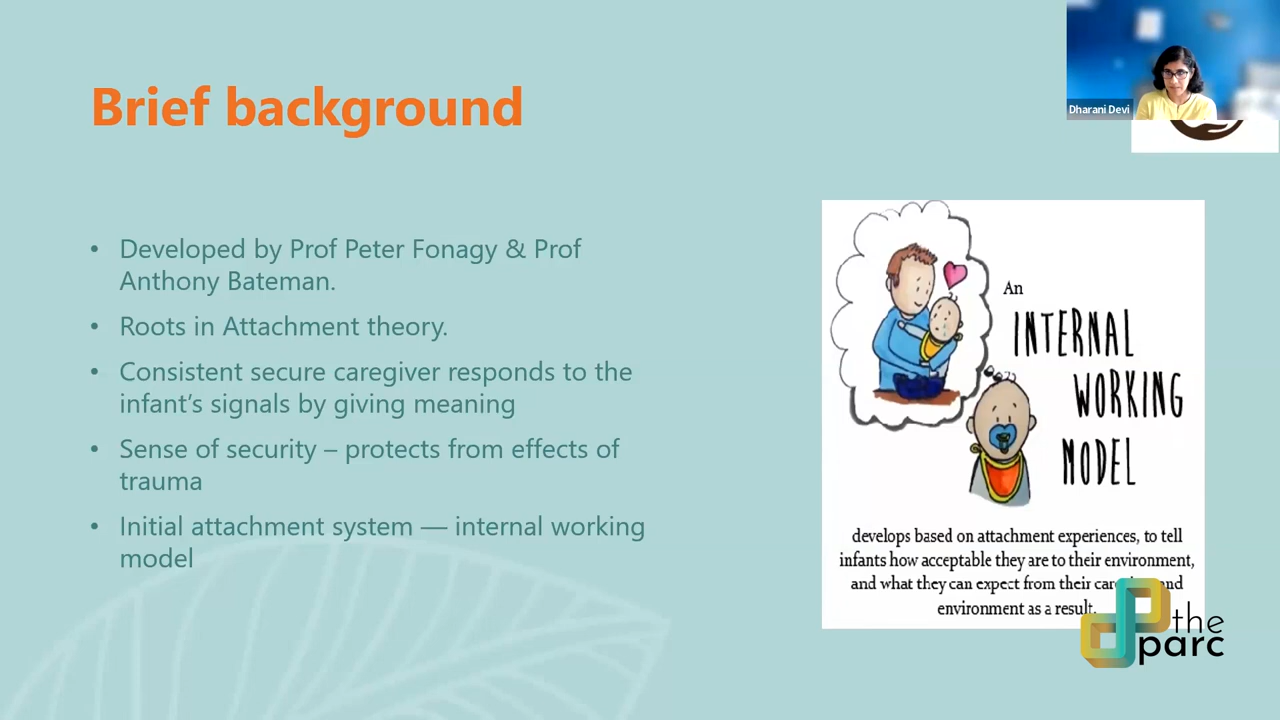 Brief background
Dharani Devi
• Developed by Prof Peter Fonagy & Prof
Anthony Bateman.
• Roots in Attachment theory.
• Consistent secure caregiver responds to the
infant's signals by giving meaning
• Sense of security – protects from effects of
trauma
• Initial attachment system — internal working
model
An
INTERNAL
WORKING
MODEL
develops based on attachment experiences, to tell
infants how acceptable they are to their environment,
and what they can expect from their and
environment as a result.
the
parc